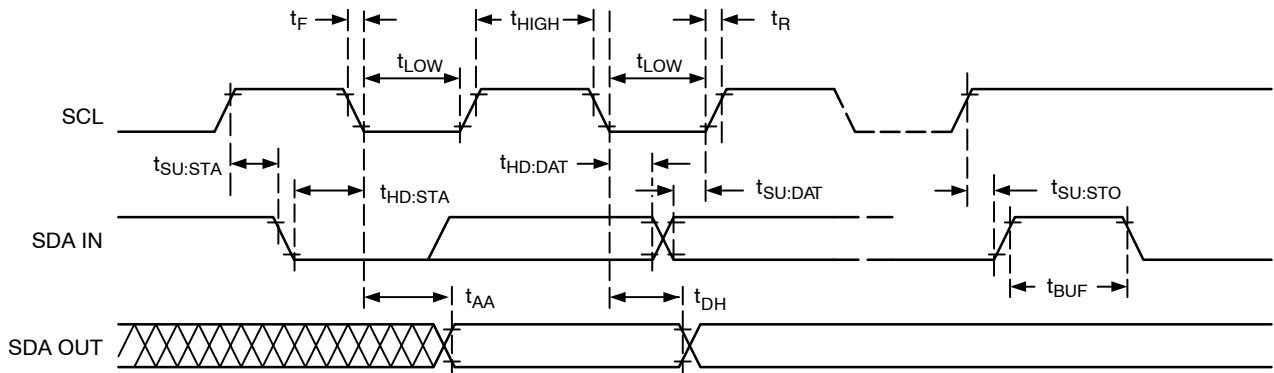 tF
tHIGH
tR
tLOW
tLOW
SCL
tSU:STA
tHD:STA
tHD:DAT
tSU:DAT
tSU:STO
SDA IN
tBUF
tAA
tDH
SDA OUT